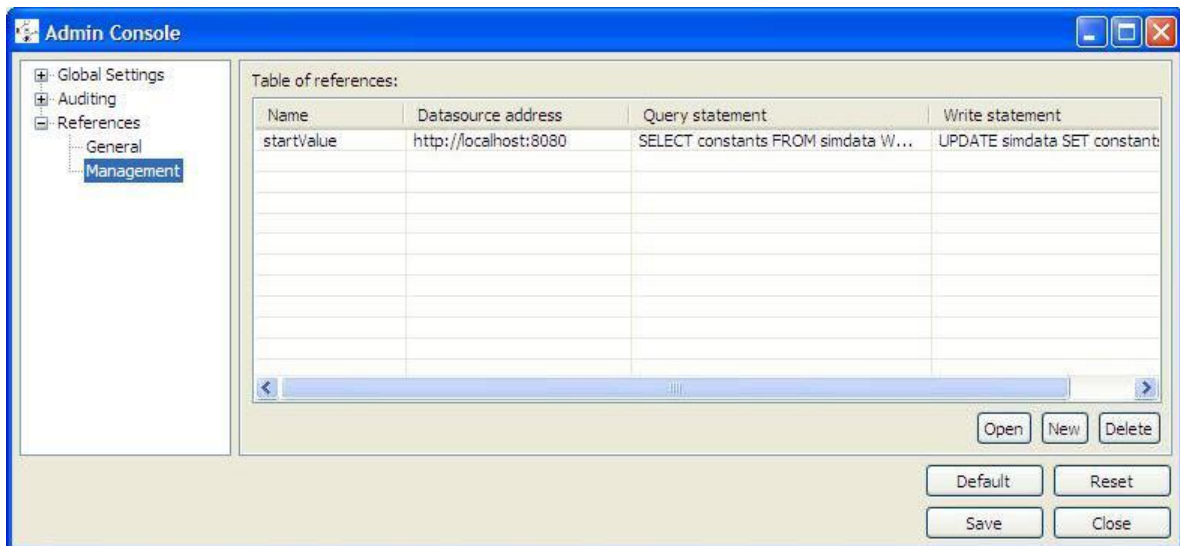 Admin Console
Global Settings
Auditing
References
General
Management
Table of references:
Name Datasource address Query statement Write statement
startValue http://localhost:8080 SELECT constants FROM simdata W... UPDATE simdata SET constants
Open New Delete
Default Reset
Save Close